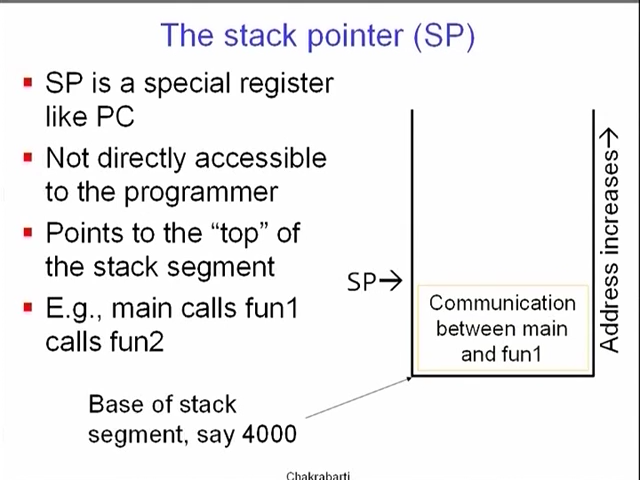 The stack pointer (SP)
▪ SP is a special register
like PC
▪ Not directly accessible
to the programmer
▪ Points to the “top” of
the stack segment
▪ E.g., main calls fun1
calls fun2
SP→
Communication
between main
and fun1
Address increases→
Base of stack
segment, say 4000
Chakrabarti